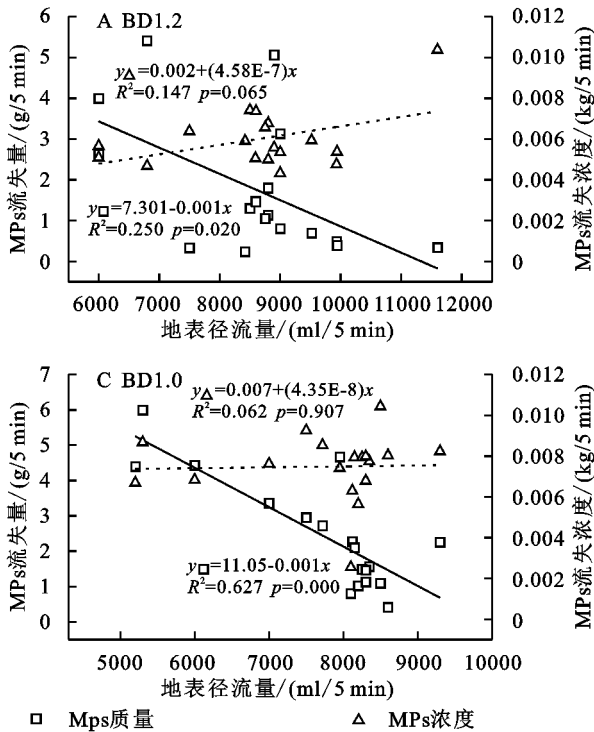 A BD1.2
y△=0.002+(4.58E-7)x
R²=0.147 p=0.065
y□=7.301-0.001x
R²=0.250 p=0.020
MPs流失量/(g/5 min)
6
5
4
3
2
1
0
MPs流失浓度/(kg/5 min)
0.012
0.010
0.008
0.006
0.004
0.002
0.000
6000 7000 8000 9000 10000 11000 12000
地表径流量/(ml/5 min)
C BD1.0
y△=0.007+(4.35E-8)x
R²=0.062 p=0.907
y□=11.05-0.001x
R²=0.627 p=0.000
MPs流失量/(g/5 min)
7
6
5
4
3
2
1
0
MPs流失浓度/(kg/5 min)
0.012
0.010
0.008
0.006
0.004
0.002
0.000
5000 6000 7000 8000 9000 10000
地表径流量/(ml/5 min)
□ Mps质量 △ MPs浓度